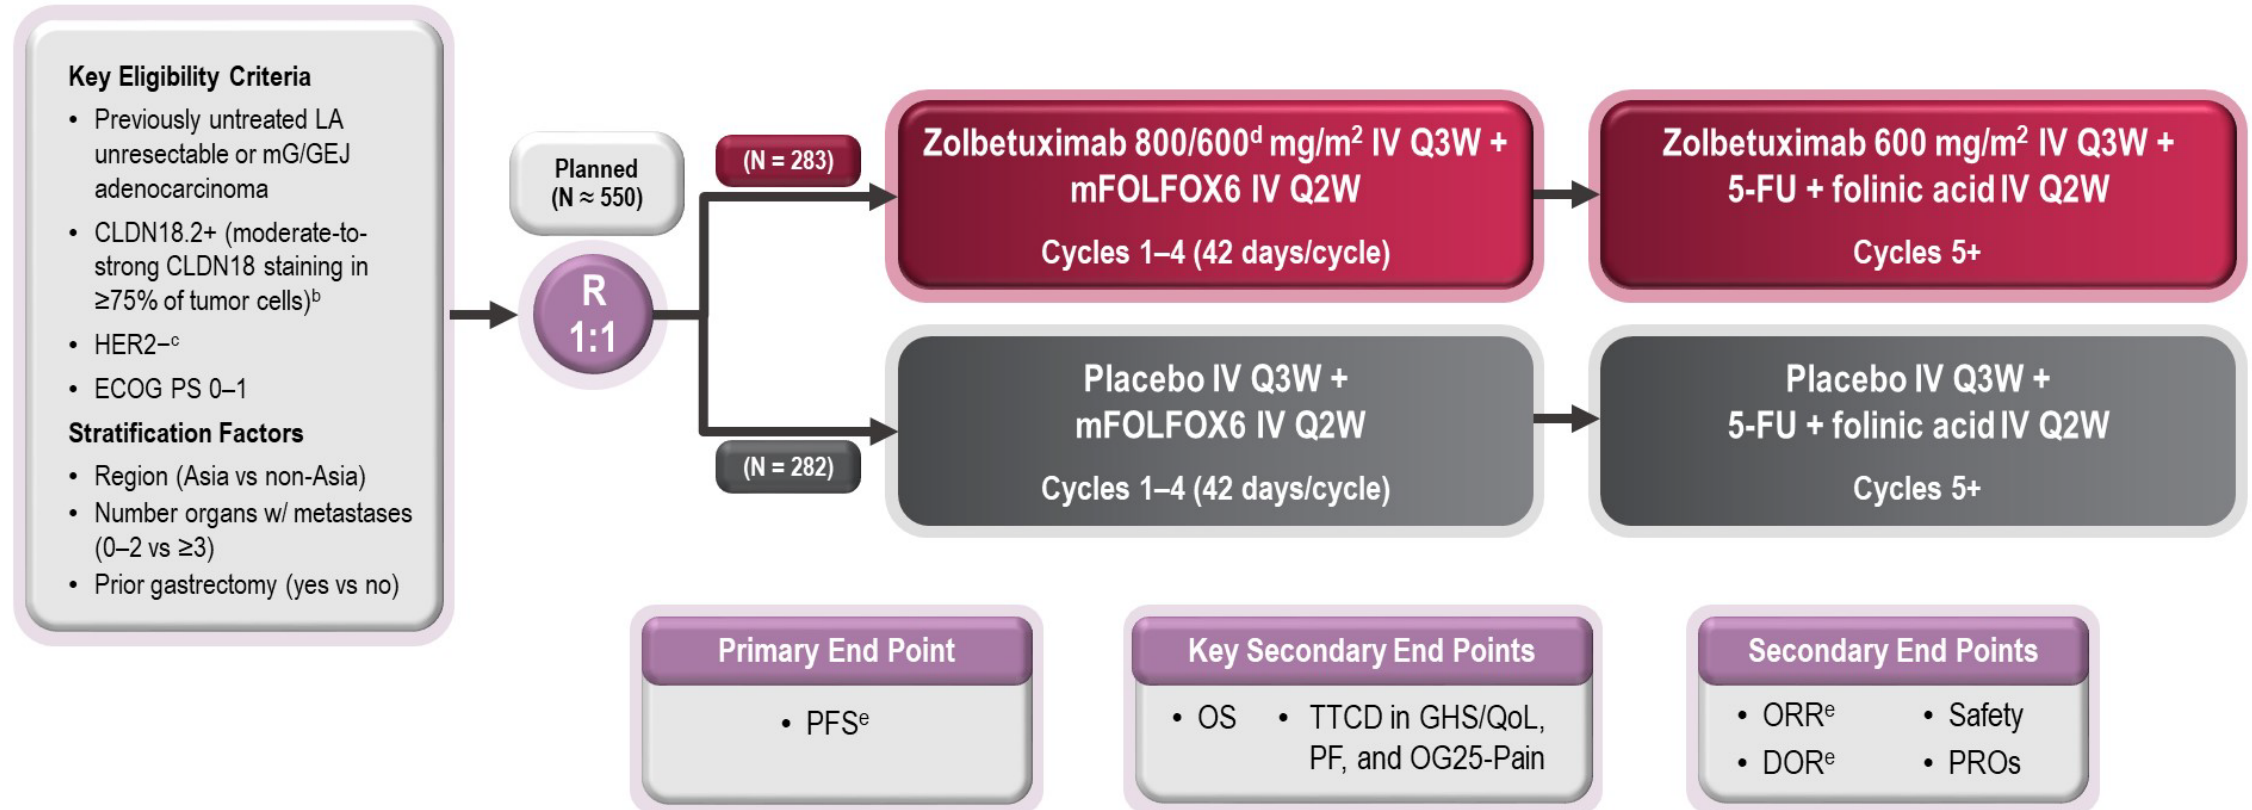 Key Eligibility Criteria
• Previously untreated LA
unresectable or mG/GEJ
adenocarcinoma
• CLDN18.2+ (moderate-to-
strong CLDN18 staining in
≥75% of tumor cells)ᵇ
• HER2−ᶜ
• ECOG PS 0–1
Stratification Factors
• Region (Asia vs non-Asia)
• Number organs w/ metastases
(0–2 vs ≥3)
• Prior gastrectomy (yes vs no)
Planned
(N ≈ 550)
R
1:1
(N = 283)
Zolbetuximab 800/600ᵈ mg/m² IV Q3W +
mFOLFOX6 IV Q2W
Cycles 1–4 (42 days/cycle)
Zolbetuximab 600 mg/m² IV Q3W +
5-FU + folinic acid IV Q2W
Cycles 5+
(N = 282)
Placebo IV Q3W +
mFOLFOX6 IV Q2W
Cycles 1–4 (42 days/cycle)
Placebo IV Q3W +
5-FU + folinic acid IV Q2W
Cycles 5+
Primary End Point
• PFSᵉ
Key Secondary End Points
• OS
• TTCD in GHS/QoL,
PF, and OG25-Pain
Secondary End Points
• ORRᵉ
• DORᵉ
• Safety
• PROs